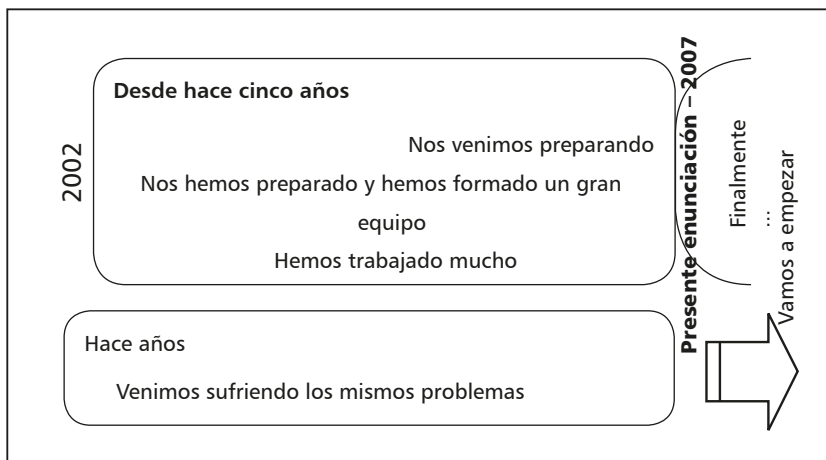 2002
Desde hace cinco años
Nos venimos preparando
Nos hemos preparado y hemos formado un gran
equipo
Hemos trabajado mucho
Hace años
Venimos sufriendo los mismos problemas
Presente enunciación – 2007
Finalmente
...
Vamos a empezar